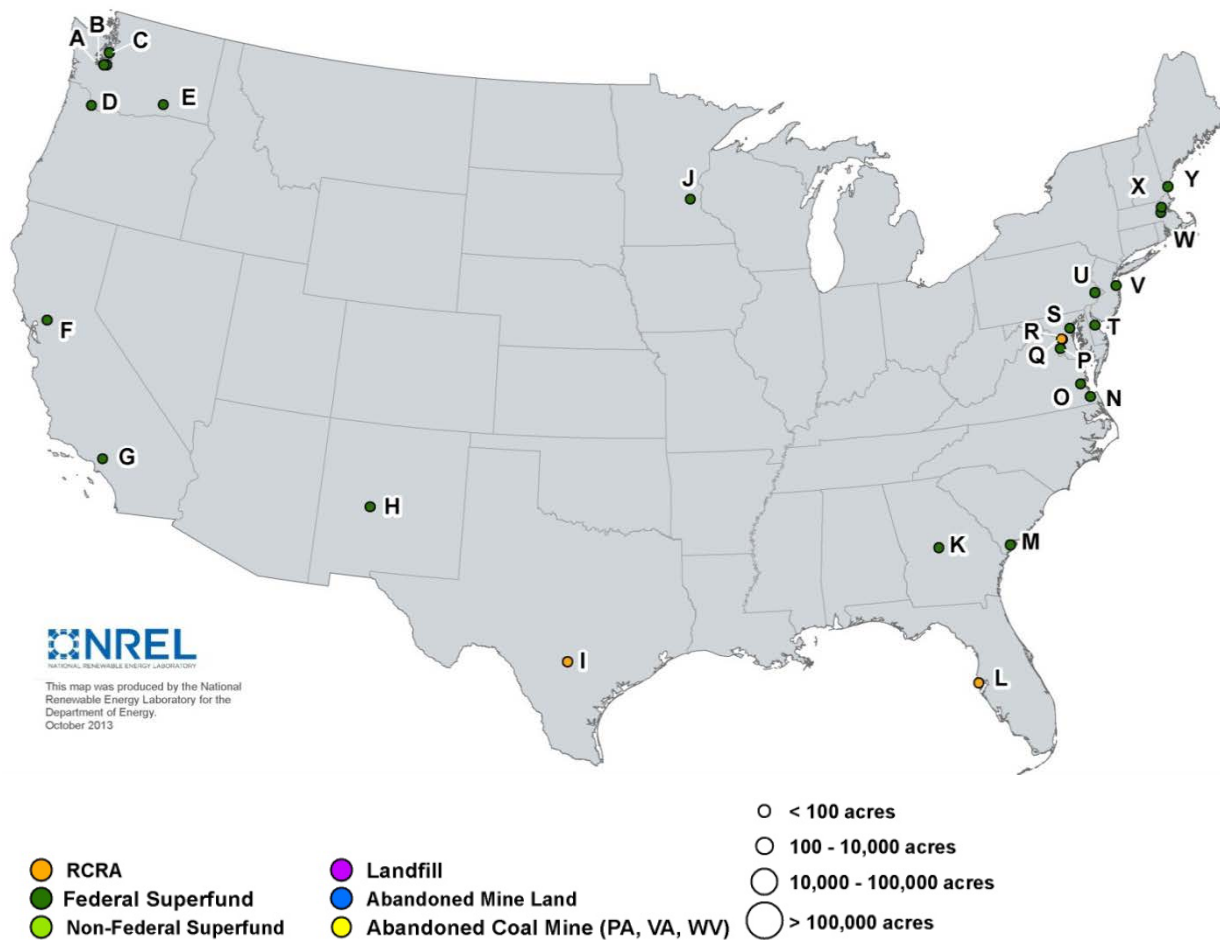 B
A
C
D
E
J
X
Y
W
U
V
S
R
T
Q
P
F
O
N
G
H
K
M
I
L
NREL
NATIONAL RENEWABLE ENERGY LABORATORY
This map was produced by the National
Renewable Energy Laboratory for the
Department of Energy.
October 2013
RCRA
Federal Superfund
Non-Federal Superfund
Landfill
Abandoned Mine Land
Abandoned Coal Mine (PA, VA, WV)
< 100 acres
100 - 10,000 acres
10,000 - 100,000 acres
> 100,000 acres